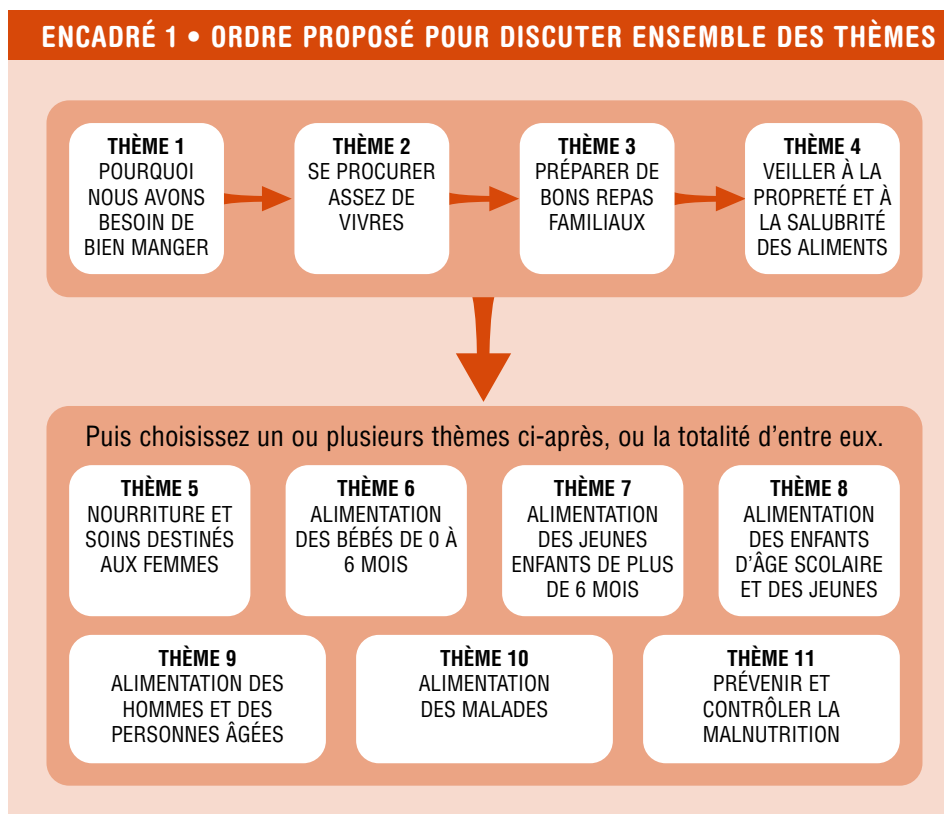 ENCADRÉ 1 • ORDRE PROPOSÉ POUR DISCUTER ENSEMBLE DES THÈMES
THÈME 1
POURQUOI
NOUS AVONS
BESOIN DE
BIEN MANGER
THÈME 2
SE PROCURER
ASSEZ DE
VIVRES
THÈME 3
PRÉPARER DE
BONS REPAS
FAMILIAUX
THÈME 4
VEILLER À LA
PROPRETÉ ET À
LA SALUBRITÉ
DES ALIMENTS
Puis choisissez un ou plusieurs thèmes ci-après, ou la totalité d’entre eux.
THÈME 5
NOURRITURE ET
SOINS DESTINÉS
AUX FEMMES
THÈME 6
ALIMENTATION
DES BÉBÉS DE 0 À
6 MOIS
THÈME 7
ALIMENTATION
DES JEUNES
ENFANTS DE PLUS
DE 6 MOIS
THÈME 8
ALIMENTATION
DES ENFANTS
D’ÂGE SCOLAIRE
ET DES JEUNES
THÈME 9
ALIMENTATION DES
HOMMES ET DES
PERSONNES ÂGÉES
THÈME 10
ALIMENTATION
DES MALADES
THÈME 11
PRÉVENIR ET
CONTRÔLER LA
MALNUTRITION